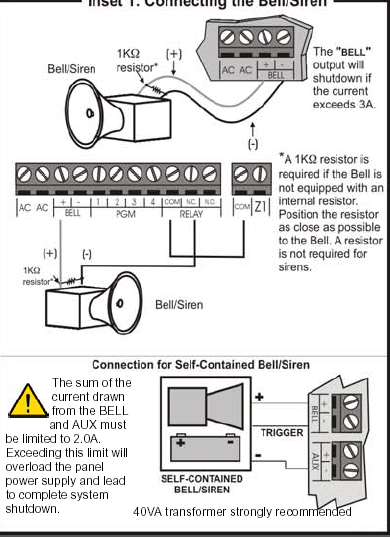 Inset 1: Connecting the Bell/Siren
1KΩ
resistor*
(+)
Bell/Siren
AC AC + -
BELL
(-)
The "BELL"
output will
shutdown if
the current
exceeds 3A.
*A 1KΩ resistor is
required if the Bell is
not equipped with an
internal resistor.
Position the resistor
as close as possible
to the Bell. A resistor
is not required for
sirens.
AC AC + - 1 2 3 4 COM N.C. N.O. COM Z1
BELL PGM RELAY
(+) (-)
1KΩ
resistor*
Bell/Siren
Connection for Self-Contained Bell/Siren
The sum of the
current drawn
from the BELL
and AUX must
be limited to 2.0A.
Exceeding this limit will
overload the panel
power supply and lead
to complete system
shutdown.
+
TRIGGER
-
+ -
BELL
+ -
AUX
+ -
SELF-CONTAINED
BELL/SIREN
40VA transformer strongly recommended